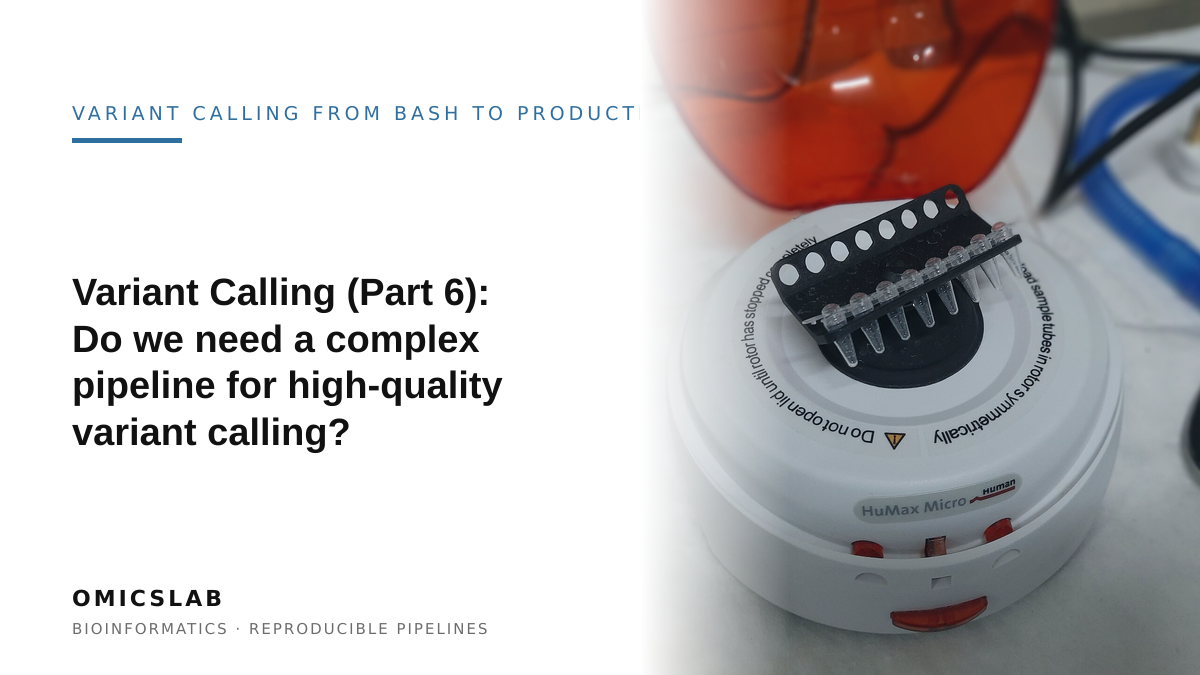 VARIANT CALLING FROM BASH TO PRODUCTI
Variant Calling (Part 6):
Do we need a complex
pipeline for high-quality
variant calling?
OMICSLAB
BIOINFORMATICS · REPRODUCIBLE PIPELINES
Do not open lid until rotor has stopped
sample tubes in rotor symmetrically
HuMax Micro
Human